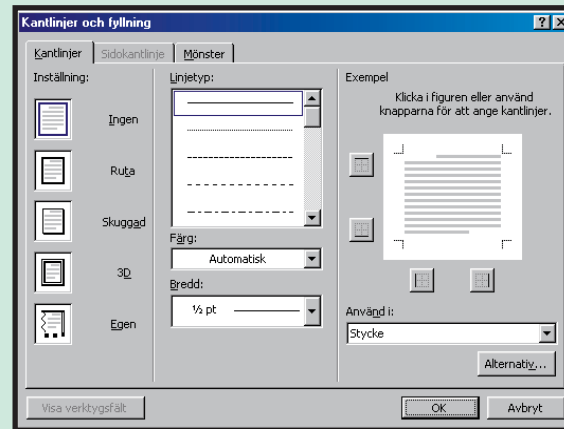 Kantlinjer och fyllning
Kantlinjer Sidokantlinje Mönster
Inställning:
Ingen
Ruta
Skuggad
3D
Egen
Linjetyp:
Färg:
Automatisk
Bredd:
½ pt
Exempel
Klicka i figuren eller använd
knapparna för att ange kantlinjer.
Använd i:
Stycke
Alternativ...
Visa verktygsfält
OK
Avbryt